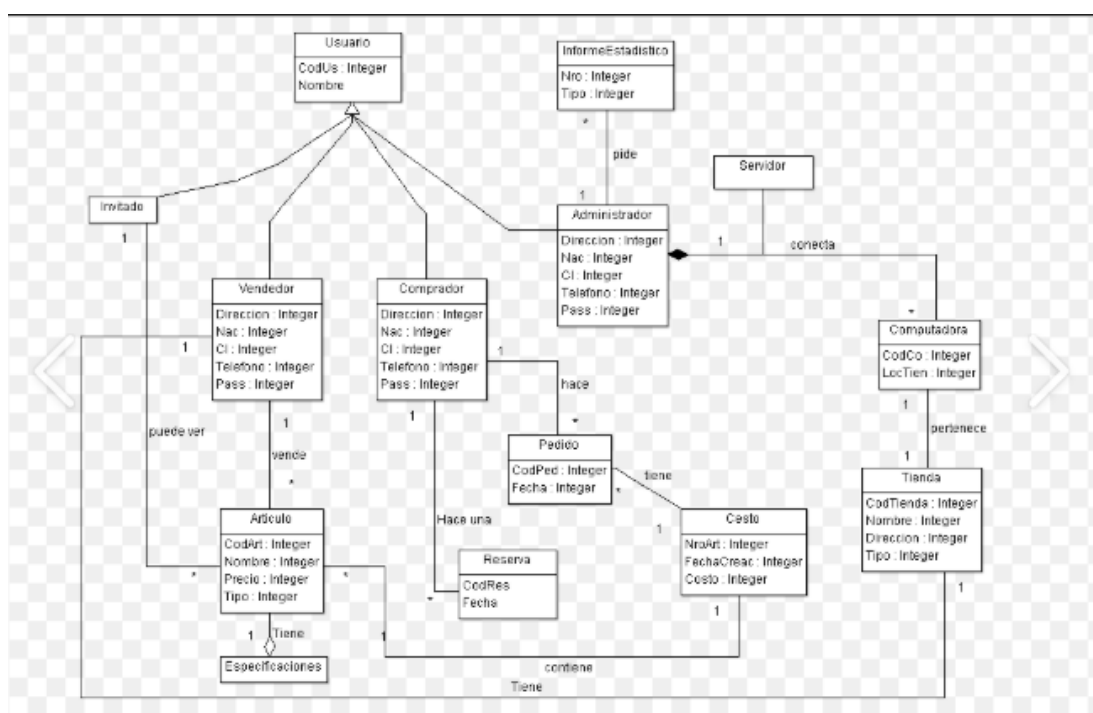 Usuario
CodUs : Integer
Nombre
InformeEstadistico
Nro : Integer
Tipo : Integer
*
pide
1
Servidor
Invitado
1
Administrador
Direccion : Integer
Nac : Integer
CI : Integer
Telefono : Integer
Pass : Integer
1
conecta
*
Vendedor
Direccion : Integer
Nac : Integer
CI : Integer
Telefono : Integer
Pass : Integer
1
1
Comprador
Direccion : Integer
Nac : Integer
CI : Integer
Telefono : Integer
Pass : Integer
1
1
Computadora
CodCo : Integer
LocTien : Integer
1
pertenece
1
hace
*
puede ver
vende
*
Pedido
CodPed : Integer
Fecha : Integer
*
tiene
1
Tienda
CodTienda : Integer
Nombre : Integer
Direccion : Integer
Tipo : Integer
1
Articulo
CodArt : Integer
Nombre : Integer
Precio : Integer
Tipo : Integer
*
*
Hace una
*
Reserva
CodRes
Fecha
Cesto
NroArt : Integer
FechaCreac : Integer
Costo : Integer
1
1
Tiene
1
Especificaciones
contiene
Tiene